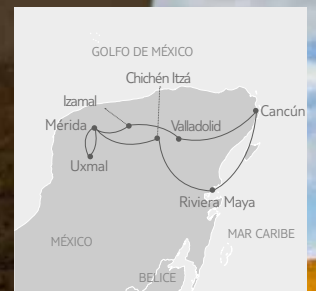 GOLFO DE MÉXICO
Chichén Itzá
Izamal
Cancún
Mérida
Valladolid
Uxmal
Riviera Maya
MÉXICO
MAR CARIBE
BELICE